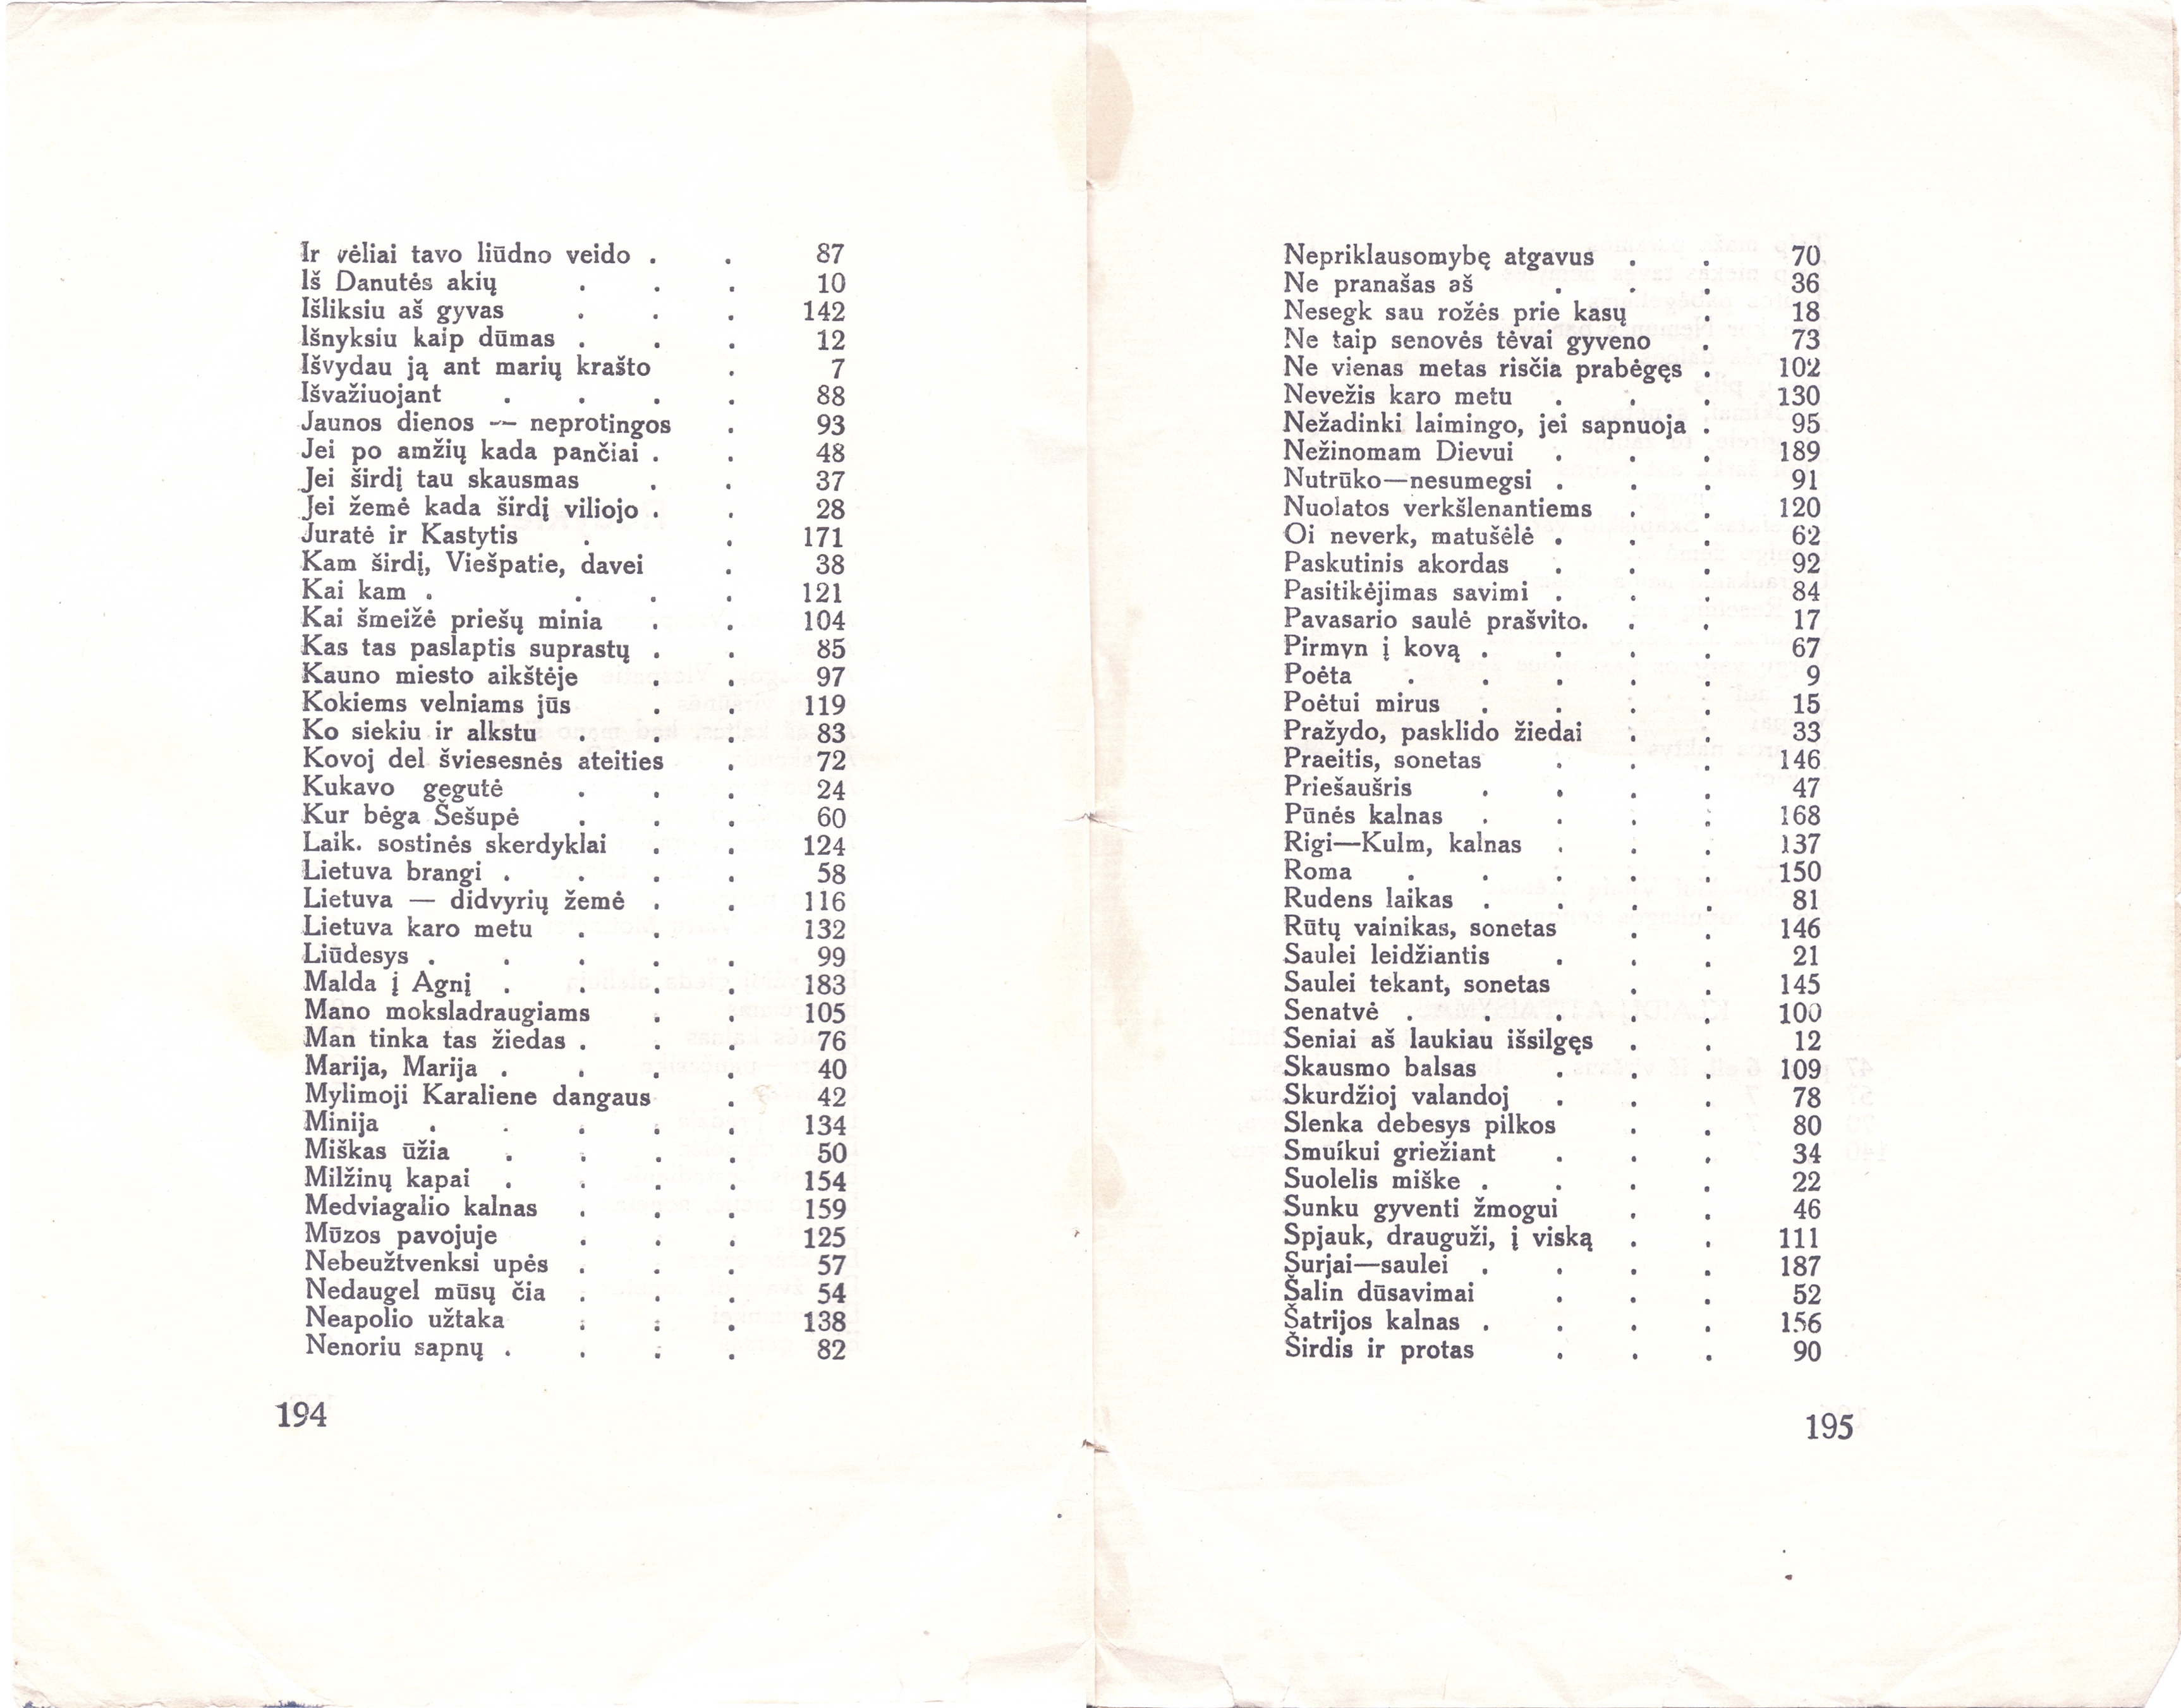 Ir vėliai tavo liūdno veido . . 87
Iš Danutės akių . . . 10
Išliksiu aš gyvas . . . 142
Išnyksiu kaip dūmas . . . 12
Išvydau ją ant marių krašto . 7
Išvažiuojant . . . . 88
Jaunos dienos — neprotingos . 93
Jei po amžių kada pančiai . . 48
Jei širdį tau skausmas . . 37
Jei žemė kada širdį viliojo . . 28
Juratė ir Kastytis . . 171
Kam širdį, Viešpatie, davei . 38
Kai kam . . . . 121
Kai šmeižė priešų minia . . 104
Kas tas paslaptis suprastų . . 85
Kauno miesto aikštėje . . 97
Kokiems velniams jūs . . 119
Ko siekiu ir alkstu . . . 83
Kovoj del šviesesnės ateities . 72
Kukavo gegutė . . . 24
Kur bėga Šešupė . . . 60
Laik. sostinės skerdyklai . . 124
Lietuva brangi . . . . 58
Lietuva — didvyrių žemė . . 116
Lietuva karo metu . . . 132
Liūdesys . . . . . 99
Malda į Agnį . . . . 183
Mano moksladraugiams . . 105
Man tinka tas žiedas . . . 76
Marija, Marija . . . . 40
Mylimoji Karaliene dangaus . 42
Minija . . . . . 134
Miškas ūžia . . . . 50
Milžinų kapai . . . . 154
Medviagalio kalnas . . . 159
Mūzos pavojuje . . . 125
Nebeužtvenksi upės . . . 57
Nedaugel mūsų čia . . . 54
Neapolio užtaka . . . 138
Nenoriu sapnų . . . . 82
194
Nepriklausomybę atgavus . . 70
Ne pranašas aš . . . 36
Nesegk sau rožės prie kasų . 18
Ne taip senovės tėvai gyveno . 73
Ne vienas metas risčia prabėgęs . 102
Nevežis karo metu . . . 130
Nežadinki laimingo, jei sapnuoja . 95
Nežinomam Dievui . . . 189
Nutrūko—nesumegsi . . . 91
Nuolatos verkšlenantiems . . 120
Oi neverk, matušėlė . . . 62
Paskutinis akordas . . . 92
Pasitikėjimas savimi . . . 84
Pavasario saulė prašvito. . . 17
Pirmyn į kovą . . . . 67
Poėta . . . . . 9
Poėtui mirus . . . . 15
Pražydo, pasklido žiedai . . 33
Praeitis, sonetas . . . 146
Priešaušris . . . . 47
Pūnės kalnas . . . . 168
Rigi—Kulm, kalnas . . . 137
Roma . . . . . 150
Rudens laikas . . . . 81
Rūtų vainikas, sonetas . . 146
Saulei leidžiantis . . . 21
Saulei tekant, sonetas . . 145
Senatvė . . . . . 100
Seniai aš laukiau išsilgęs . . 12
Skausmo balsas . . . 109
Skurdžioj valandoj . . . 78
Slenka debesys pilkos . . 80
Smuikui griežiant . . . 34
Suolelis miške . . . . 22
Sunku gyventi žmogui . . 46
Spjauk, drauguži, į viską . . 111
Surjai—saulei . . . . 187
Šalin dūsavimai . . . 52
Šatrijos kalnas . . . . 156
Širdis ir protas . . . 90
195